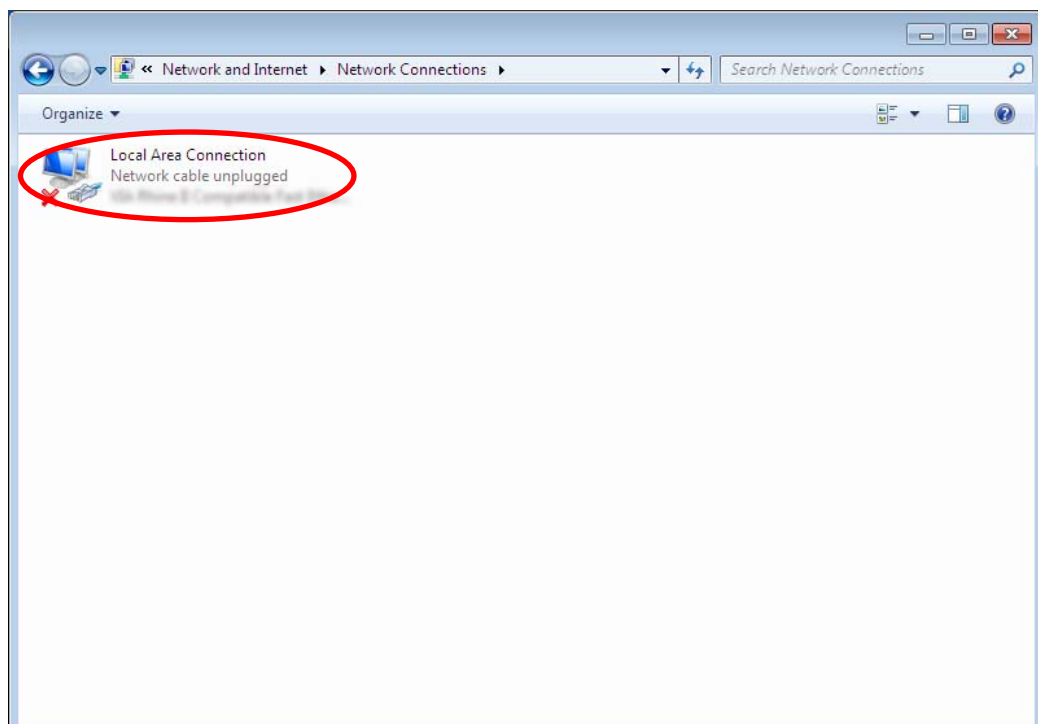 « Network and Internet ▸ Network Connections ▸ Search Network Connections
Organize
Local Area Connection
Network cable unplugged